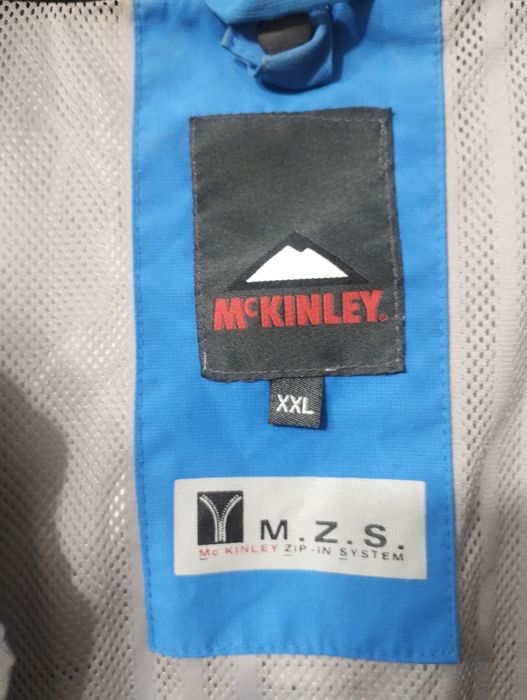 McKINLEY®
XXL
M.Z.S.
Mc KINLEY ZIP-IN SYSTEM